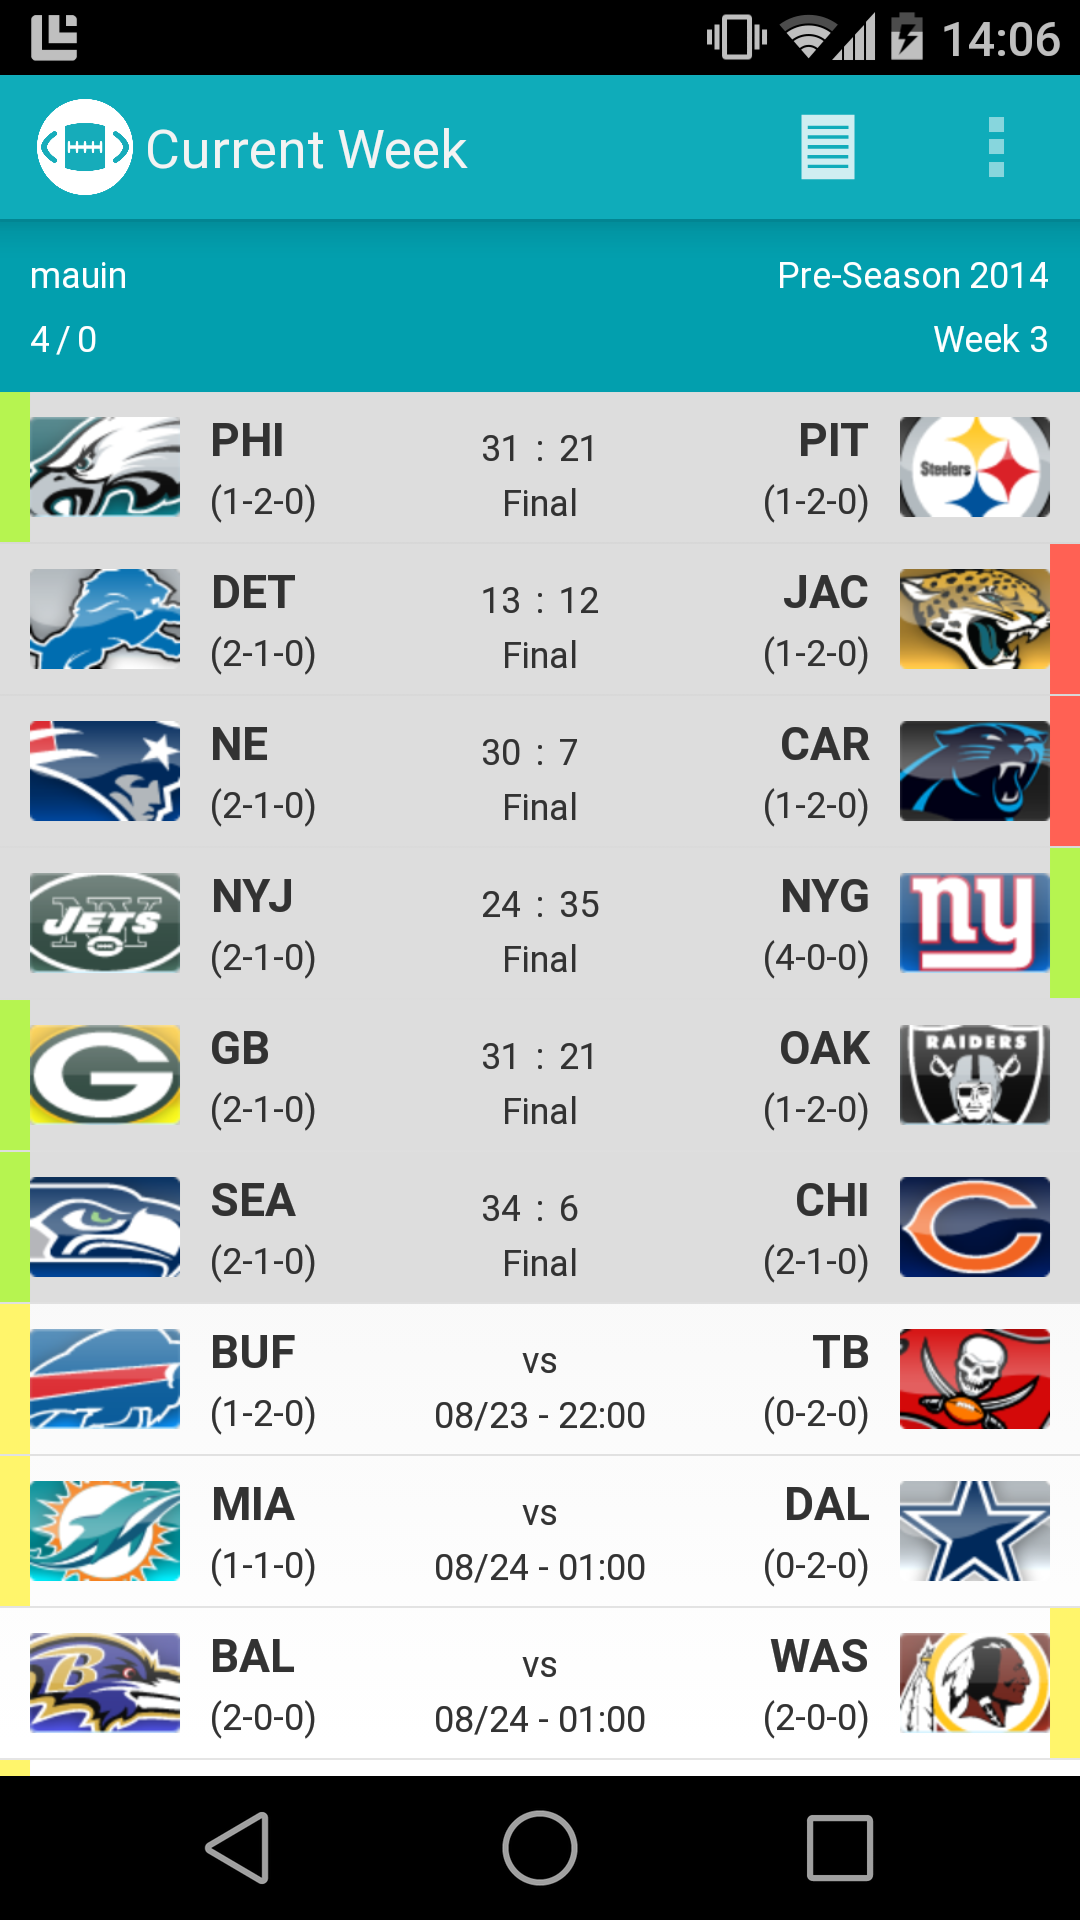 14:06
Current Week
mauin Pre-Season 2014
4 / 0 Week 3
PHI 31 : 21 PIT
Steelers
(1-2-0) Final (1-2-0)
DET 13 : 12 JAC
(2-1-0) Final (1-2-0)
NE 30 : 7 CAR
(2-1-0) Final (1-2-0)
NYJ 24 : 35 NYG
NY JETS
ny
(2-1-0) Final (4-0-0)
GB 31 : 21 OAK
G
RAIDERS
(2-1-0) Final (1-2-0)
SEA 34 : 6 CHI
C
(2-1-0) Final (2-1-0)
BUF vs TB
(1-2-0) 08/23 - 22:00 (0-2-0)
MIA vs DAL
(1-1-0) 08/24 - 01:00 (0-2-0)
BAL vs WAS
B
(2-0-0) 08/24 - 01:00 (2-0-0)